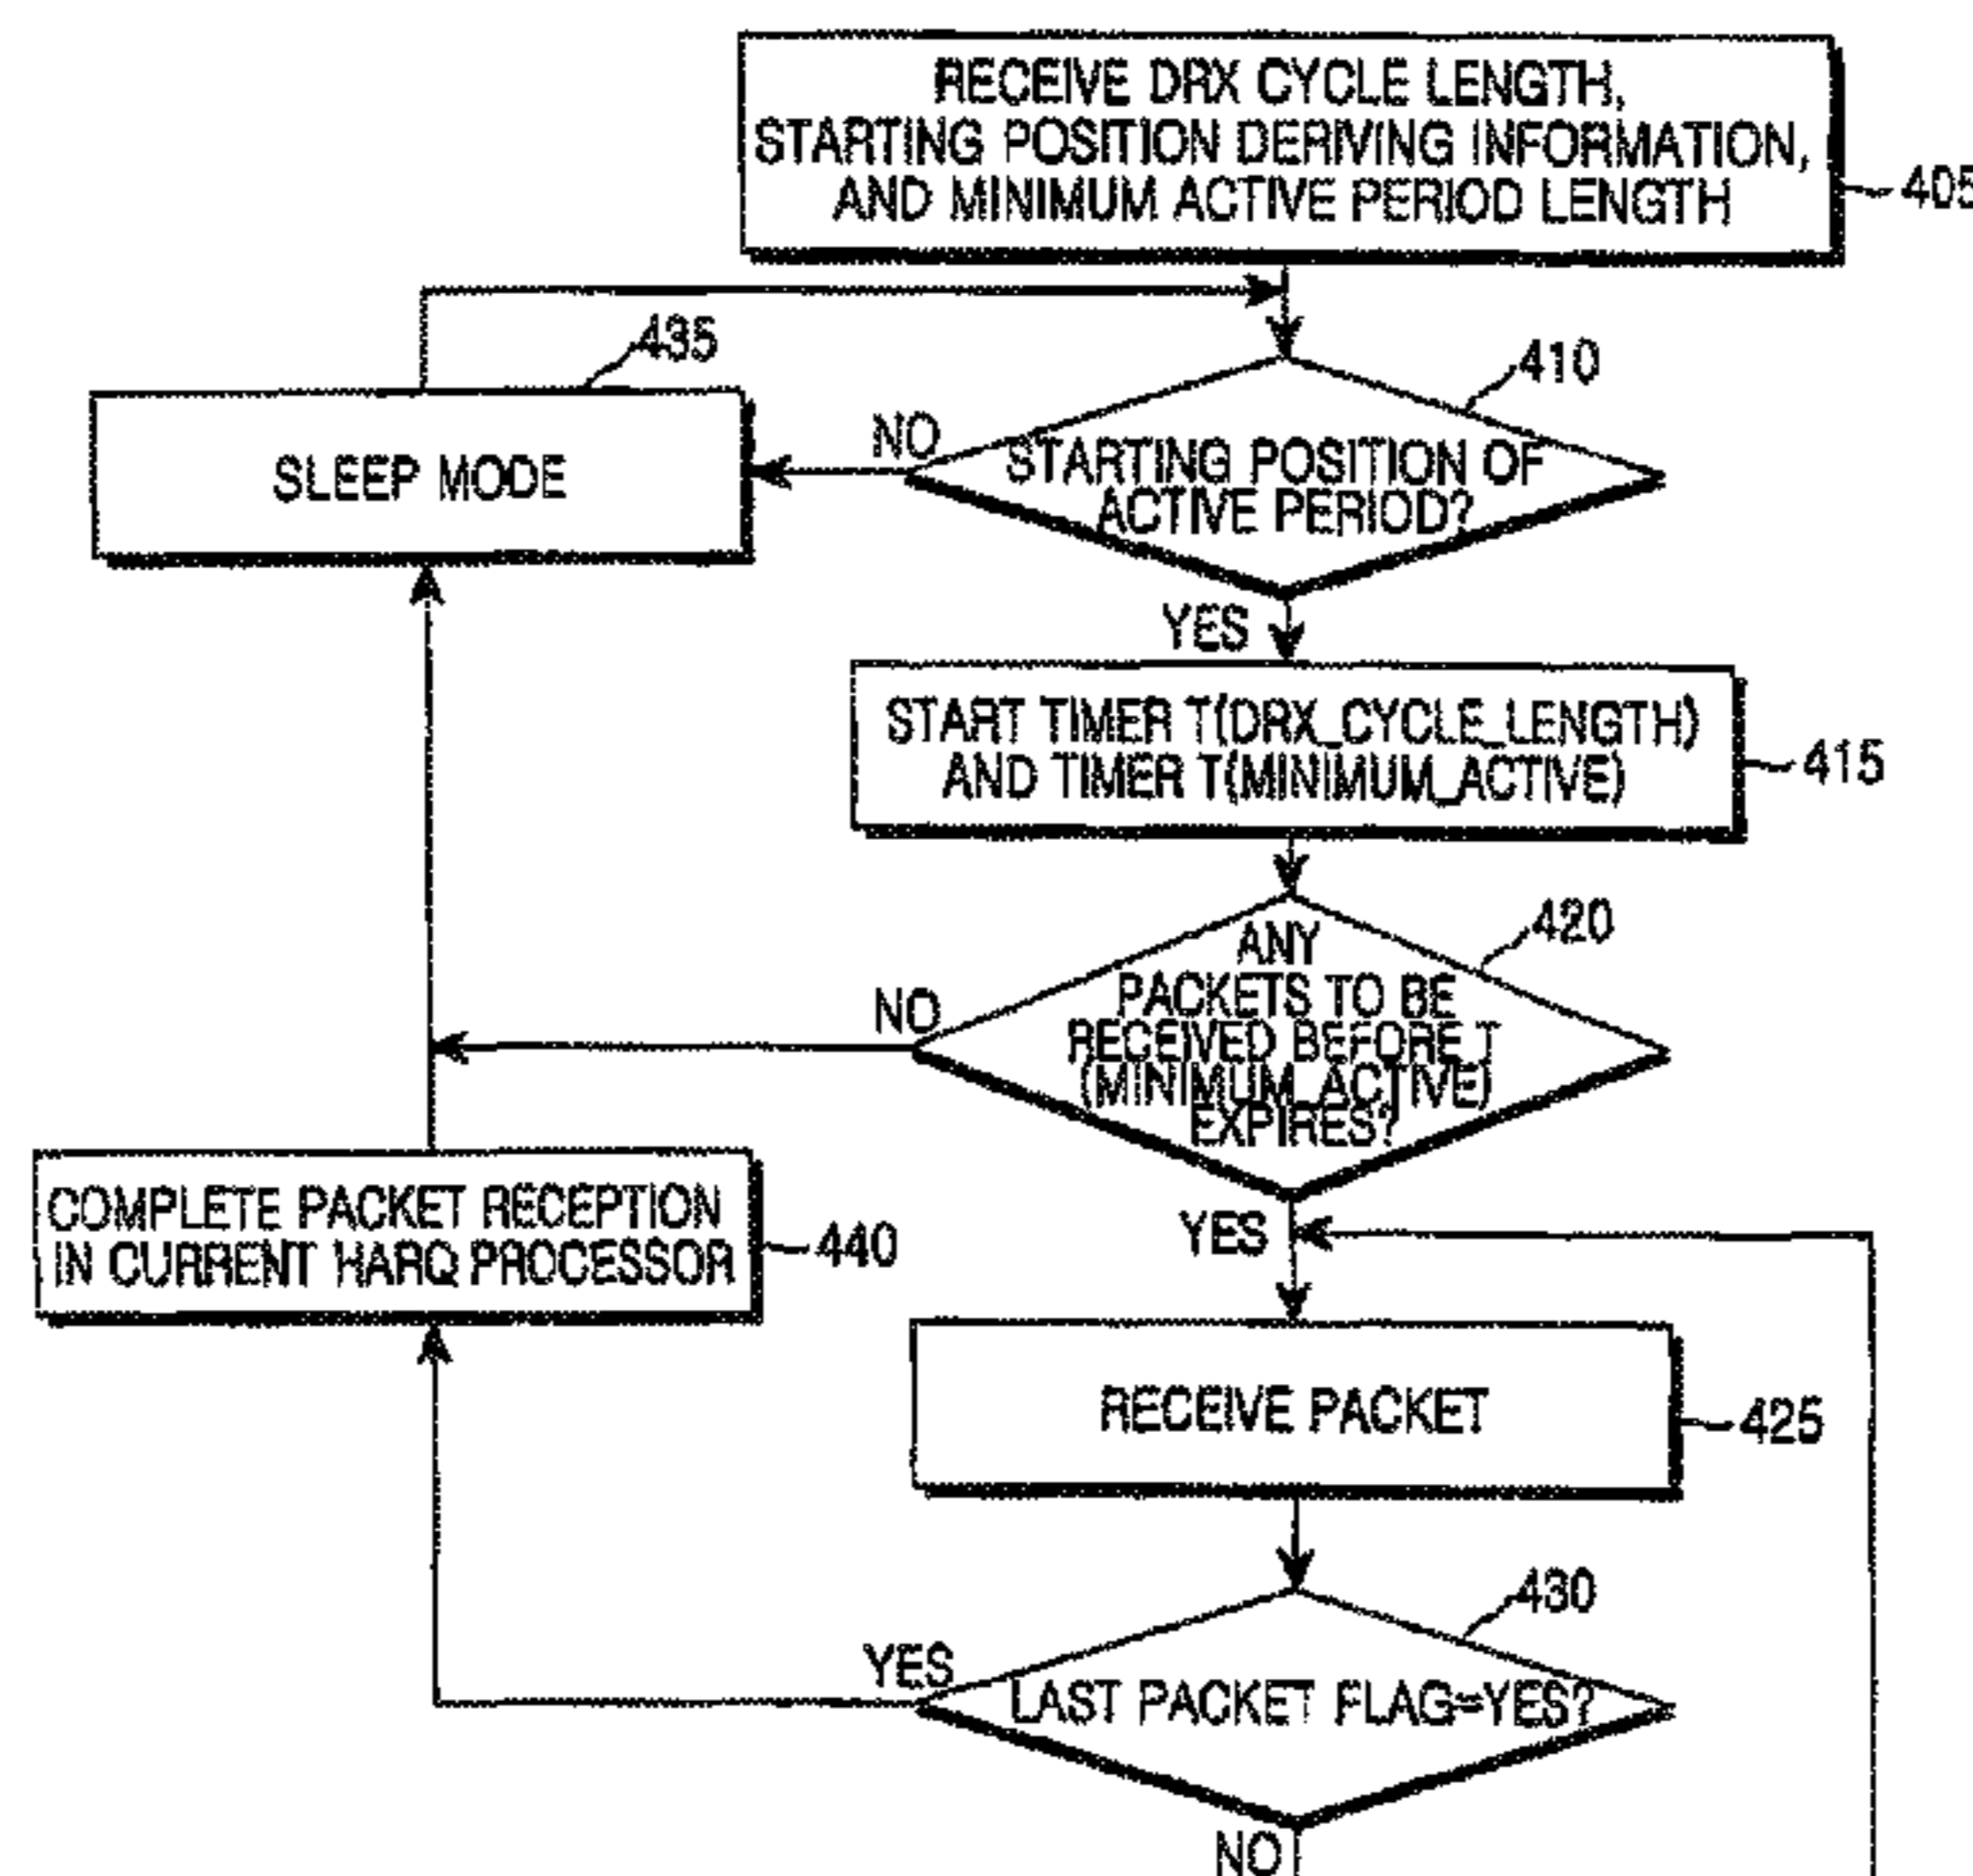 RECEIVE DRX CYCLE LENGTH,
STARTING POSITION DERIVING INFORMATION,
AND MINIMUM ACTIVE PERIOD LENGTH
405
435
410
SLEEP MODE
NO
STARTING POSITION OF
ACTIVE PERIOD?
YES
START TIMER T(DRX_CYCLE_LENGTH)
AND TIMER T(MINIMUM_ACTIVE)
415
420
ANY
PACKETS TO BE
RECEIVED BEFORE T
(MINIMUM_ACTIVE)
EXPIRES?
NO
YES
COMPLETE PACKET RECEPTION
IN CURRENT HARQ PROCESSOR
440
RECEIVE PACKET
425
430
YES
LAST PACKET FLAG=YES?
NO